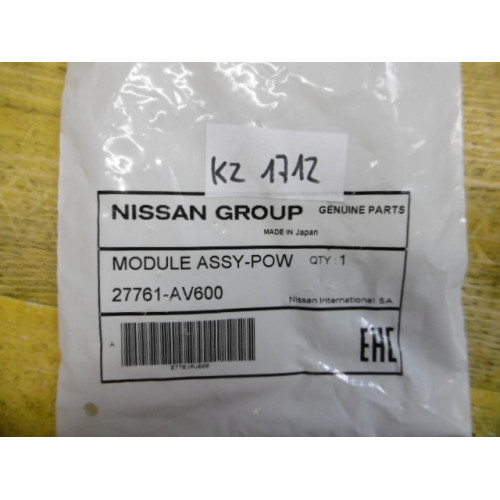 KZ 1712
NISSAN GROUP GENUINE PARTS
MADE IN Japan
MODULE ASSY-POW QTY : 1
27761-AV600 Nissan International S.A.
A
27761AV600
EAC